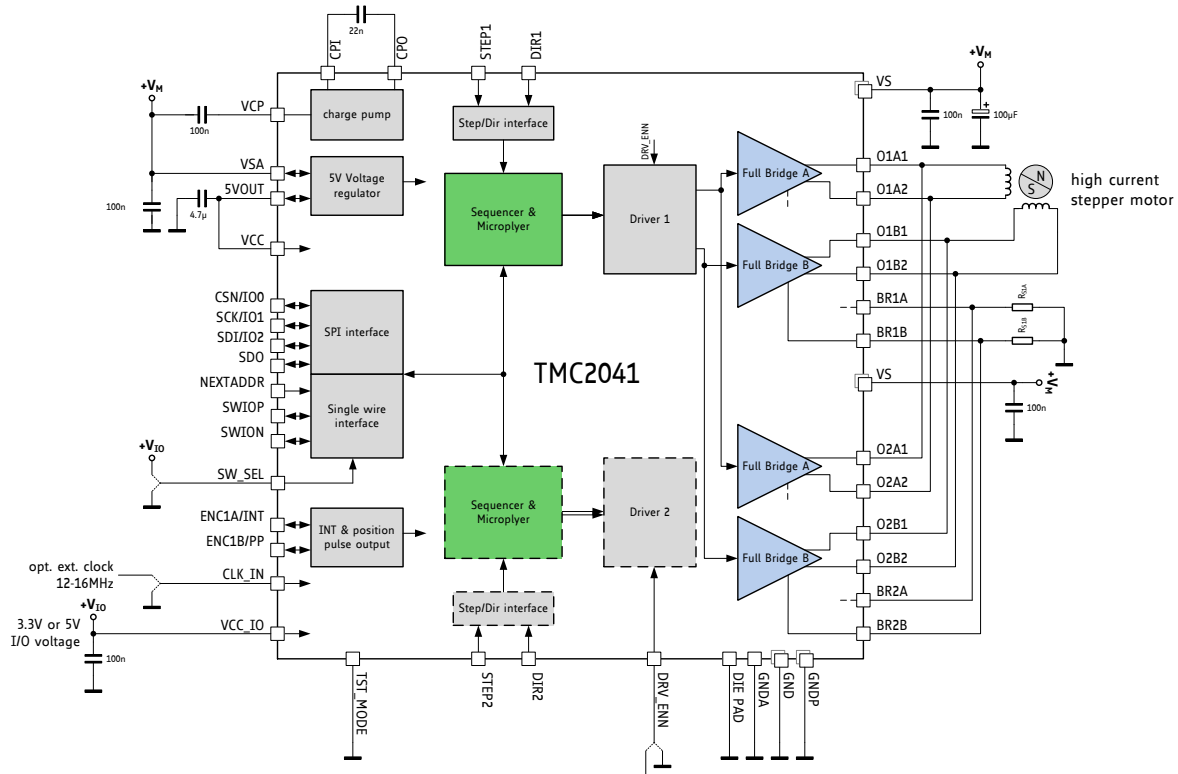 22n
CPI
CPO
STEP1
DIR1
+VM
VCP
100n
charge pump
Step/Dir interface
VS
+VM
100n
+
100µF
DRV_ENN
VSA
5VOUT
5V Voltage
regulator
100n
4.7µ
VCC
Sequencer &
Microplyer
Driver 1
Full Bridge A
O1A1
O1A2
N
S
high current
stepper motor
Full Bridge B
O1B1
O1B2
BR1A
RS1A
BR1B
RS1B
CSN/IO0
SCK/IO1
SDI/IO2
SDO
SPI interface
NEXTADDR
SWIOP
SWION
Single wire
interface
TMC2041
VS
+VM
100n
+VIO
SW_SEL
Sequencer &
Microplyer
Driver 2
Full Bridge A
O2A1
O2A2
ENC1A/INT
ENC1B/PP
INT & position
pulse output
Full Bridge B
O2B1
O2B2
opt. ext. clock
12-16MHz
CLK_IN
Step/Dir interface
BR2A
+VIO
3.3V or 5V
I/O voltage
VCC_IO
100n
BR2B
TST_MODE
STEP2
DIR2
DRV_ENN
DIE PAD
GNDA
GND
GNDP